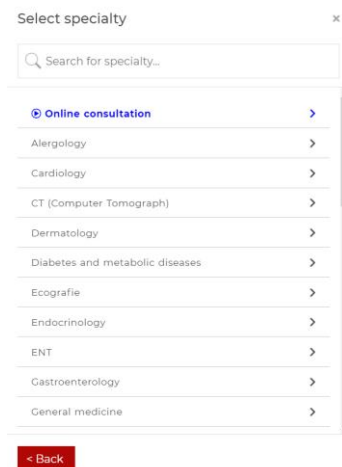 Select specialty
Search for specialty...
Online consultation
Alergology
Cardiology
CT (Computer Tomograph)
Dermatology
Diabetes and metabolic diseases
Ecografie
Endocrinology
ENT
Gastroenterology
General medicine
< Back